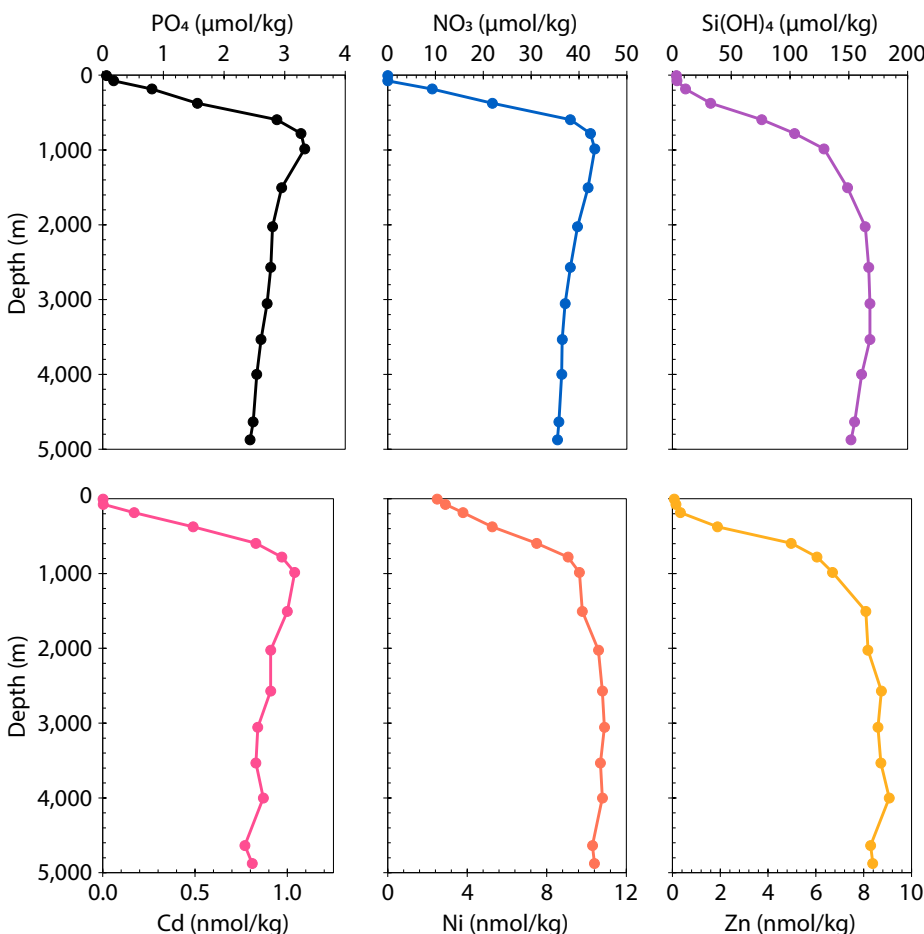 PO₄ (μmol/kg) NO₃ (μmol/kg) Si(OH)₄ (μmol/kg)
0 1 2 3 4 0 10 20 30 40 50 0 50 100 150 200
0
1,000
2,000
3,000
4,000
5,000
Depth (m)
0
1,000
2,000
3,000
4,000
5,000
Depth (m)
0.0 0.5 1.0 0 4 8 12 0 2 4 6 8 10
Cd (nmol/kg) Ni (nmol/kg) Zn (nmol/kg)